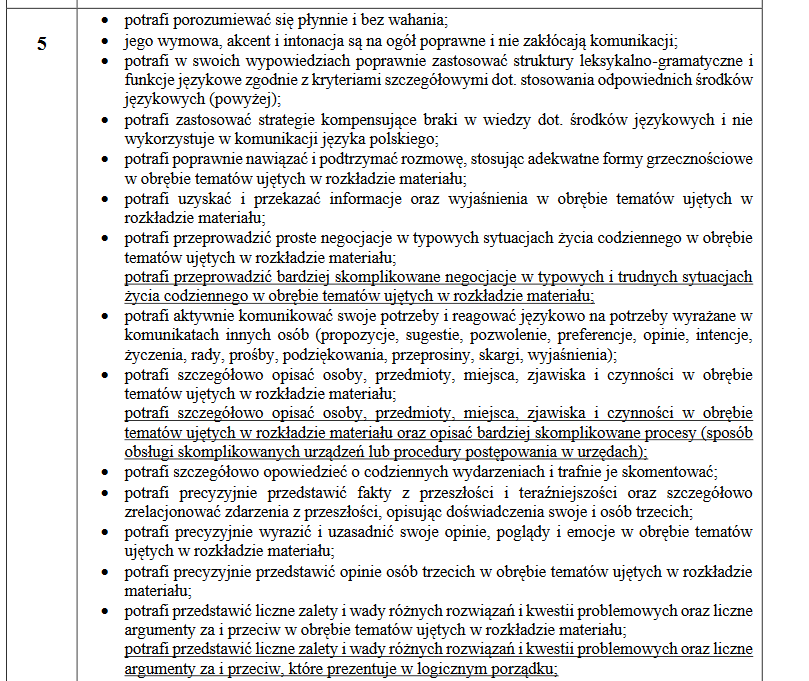 • potrafi porozumiewać się płynnie i bez wahania;
5
• jego wymowa, akcent i intonacja są na ogół poprawne i nie zakłócają komunikacji;
• potrafi w swoich wypowiedziach poprawnie zastosować struktury leksykalno-gramatyczne i
funkcje językowe zgodnie z kryteriami szczegółowymi dot. stosowania odpowiednich środków
językowych (powyżej);
• potrafi zastosować strategie kompensujące braki w wiedzy dot. środków językowych i nie
wykorzystuje w komunikacji języka polskiego;
• potrafi poprawnie nawiązać i podtrzymać rozmowę, stosując adekwatne formy grzecznościowe
w obrębie tematów ujętych w rozkładzie materiału;
• potrafi uzyskać i przekazać informacje oraz wyjaśnienia w obrębie tematów ujętych w
rozkładzie materiału;
• potrafi przeprowadzić proste negocjacje w typowych sytuacjach życia codziennego w obrębie
tematów ujętych w rozkładzie materiału;
potrafi przeprowadzić bardziej skomplikowane negocjacje w typowych i trudnych sytuacjach
życia codziennego w obrębie tematów ujętych w rozkładzie materiału;
• potrafi aktywnie komunikować swoje potrzeby i reagować językowo na potrzeby wyrażane w
komunikatach innych osób (propozycje, sugestie, pozwolenie, preferencje, opinie, intencje,
życzenia, rady, prośby, podziękowania, przeprosiny, skargi, wyjaśnienia);
• potrafi szczegółowo opisać osoby, przedmioty, miejsca, zjawiska i czynności w obrębie
tematów ujętych w rozkładzie materiału;
potrafi szczegółowo opisać osoby, przedmioty, miejsca, zjawiska i czynności w obrębie
tematów ujętych w rozkładzie materiału oraz opisać bardziej skomplikowane procesy (sposób
obsługi skomplikowanych urządzeń lub procedury postępowania w urzędach);
• potrafi szczegółowo opowiedzieć o codziennych wydarzeniach i trafnie je skomentować;
• potrafi precyzyjnie przedstawić fakty z przeszłości i teraźniejszości oraz szczegółowo
zrelacjonować zdarzenia z przeszłości, opisując doświadczenia swoje i osób trzecich;
• potrafi precyzyjnie wyrazić i uzasadnić swoje opinie, poglądy i emocje w obrębie tematów
ujętych w rozkładzie materiału;
• potrafi precyzyjnie przedstawić opinie osób trzecich w obrębie tematów ujętych w rozkładzie
materiału;
• potrafi przedstawić liczne zalety i wady różnych rozwiązań i kwestii problemowych oraz liczne
argumenty za i przeciw w obrębie tematów ujętych w rozkładzie materiału;
potrafi przedstawić liczne zalety i wady różnych rozwiązań i kwestii problemowych oraz liczne
argumenty za i przeciw, które prezentuje w logicznym porządku;